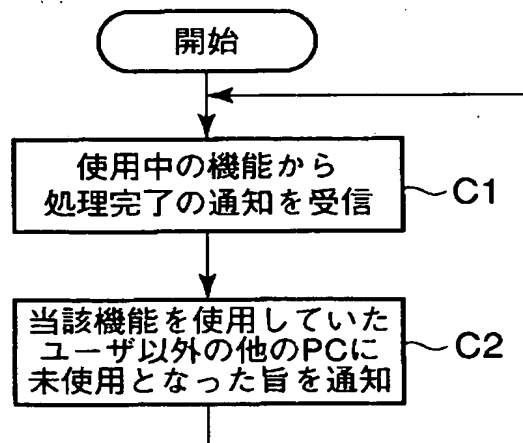 開始
使用中の機能から
処理完了の通知を受信
C1
当該機能を使用していた
ユーザ以外の他のPCに
未使用となった旨を通知
C2